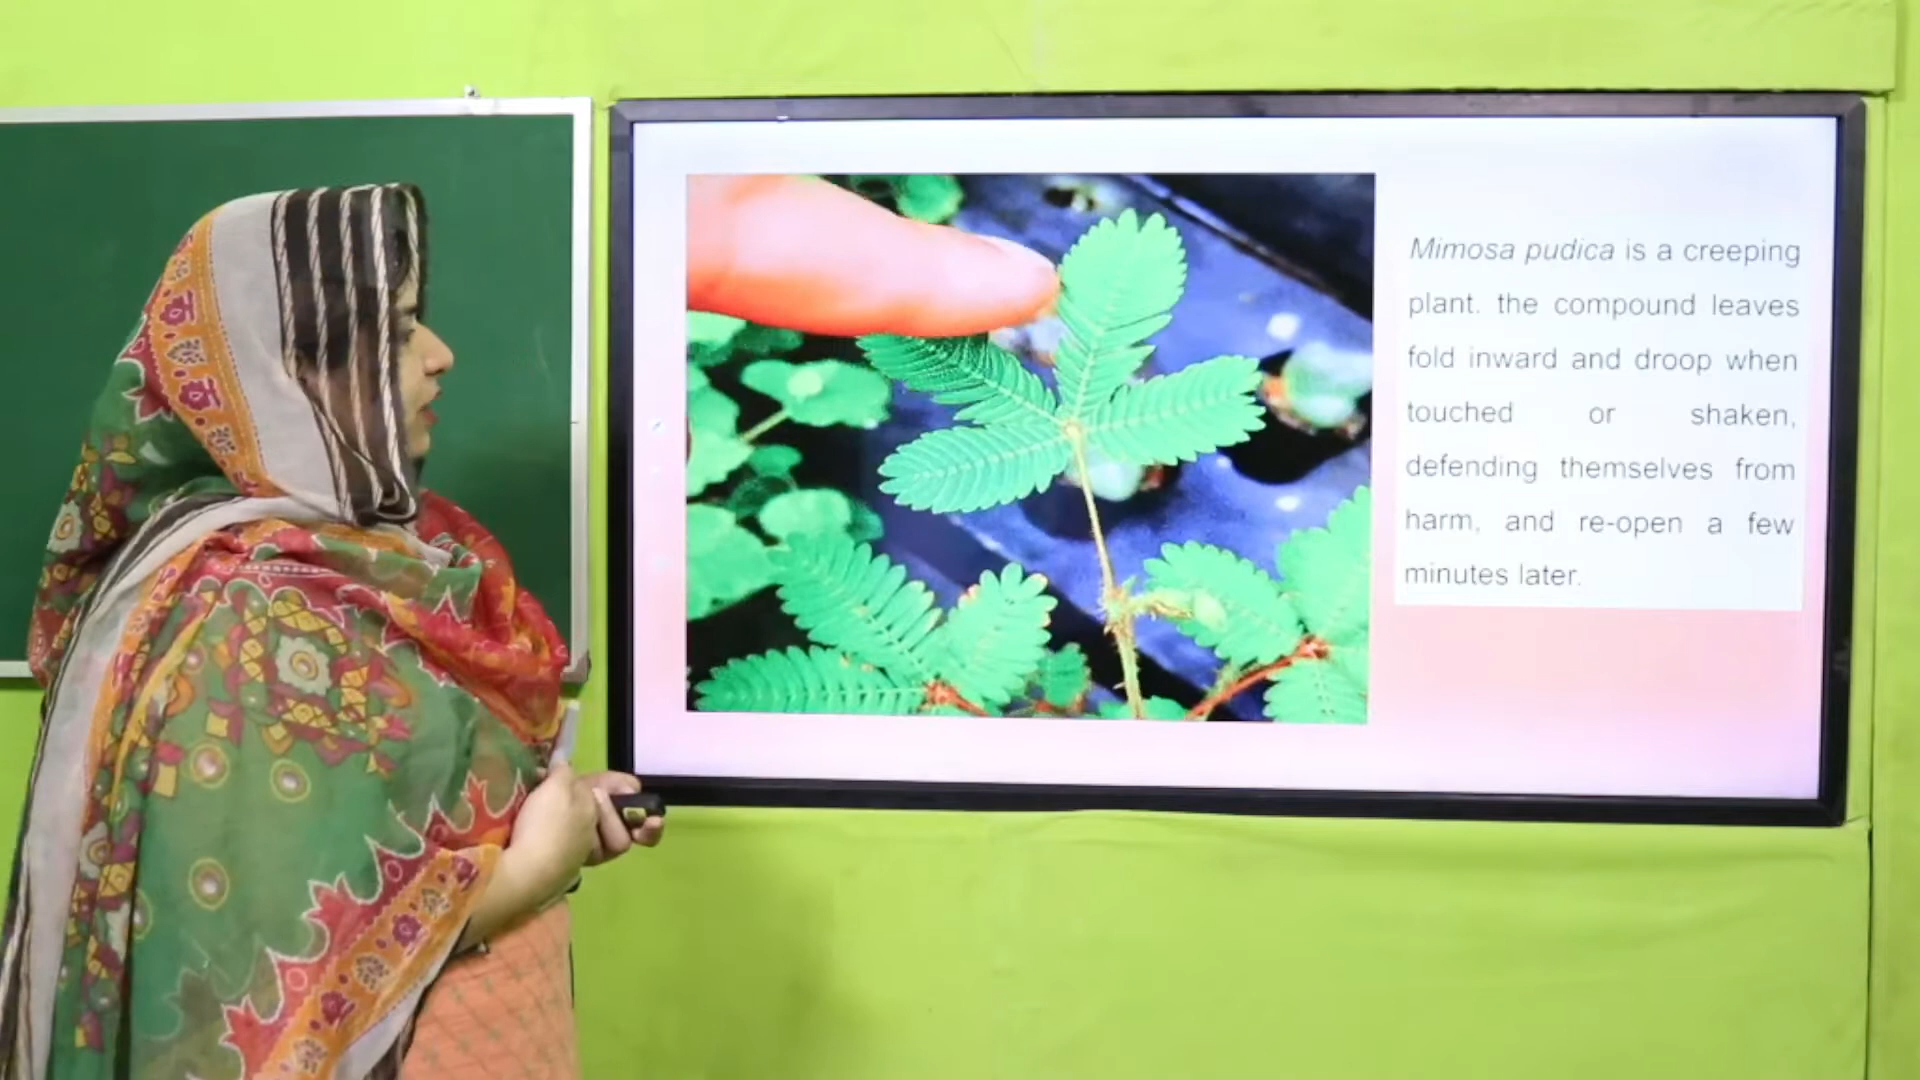 Mimosa pudica is a creeping
plant. the compound leaves
fold inward and droop when
touched or shaken,
defending themselves from
harm, and re-open a few
minutes later.